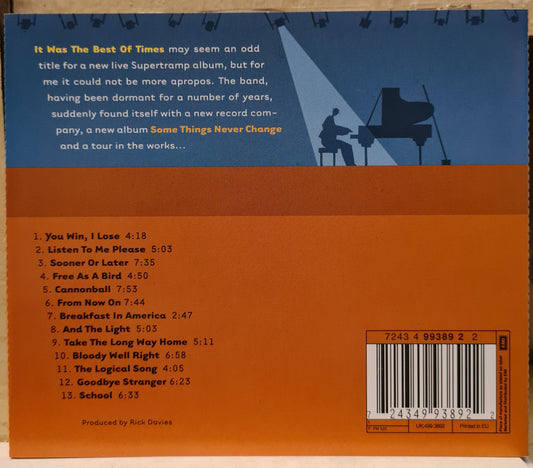 It Was The Best Of Times may seem an odd
title for a new live Supertramp album, but for
me it could not be more apropos. The band,
having been dormant for a number of years,
suddenly found itself with a new record com-
pany, a new album Some Things Never Change
and a tour in the works...
1. You Win, I Lose 4:18
2. Listen To Me Please 5:03
3. Sooner Or Later 7:35
4. Free As A Bird 4:50
5. Cannonball 7:53
6. From Now On 7:44
7. Breakfast In America 2:47
8. And The Light 5:03
9. Take The Long Way Home 5:11
10. Bloody Well Right 6:58
11. The Logical Song 4:05
12. Goodbye Stranger 6:23
13. School 6:33
Produced by Rick Davies
7243 4 99389 2 2
7 24349 93892 2
Printed in EU